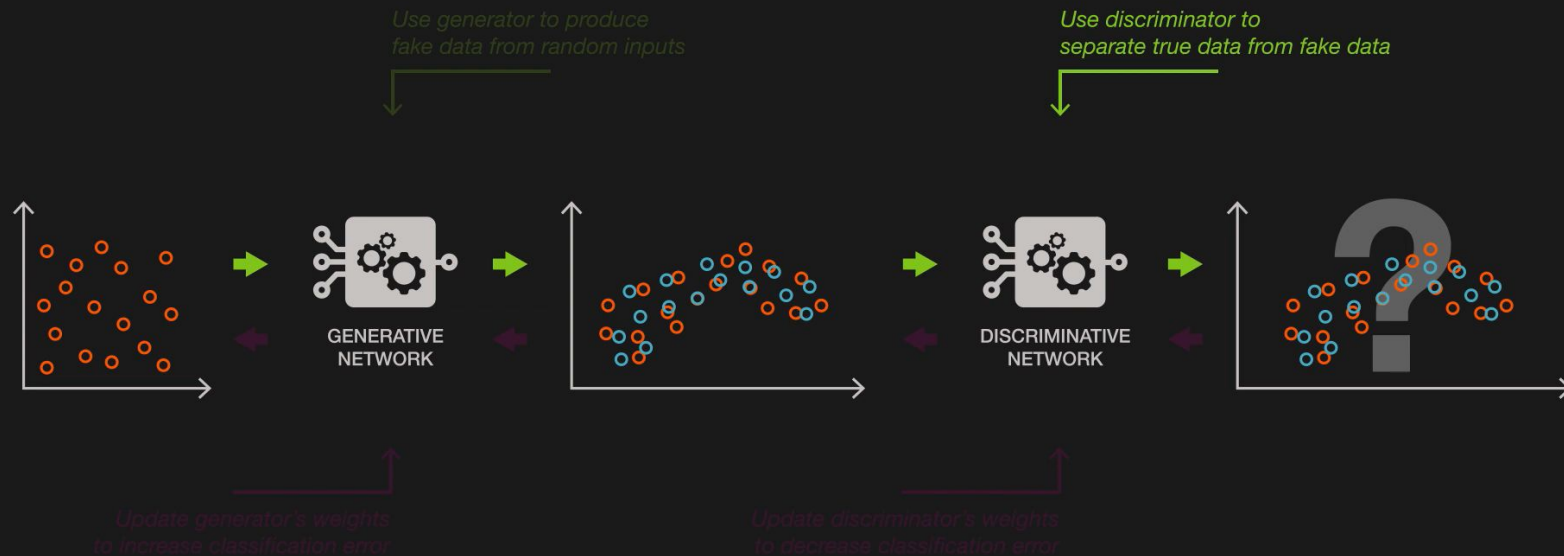 Use generator to produce
fake data from random inputs
Use discriminator to
separate true data from fake data
GENERATIVE
NETWORK
DISCRIMINATIVE
NETWORK
?
Update generator's weights
to increase classification error
Update discriminator's weights
to decrease classification error